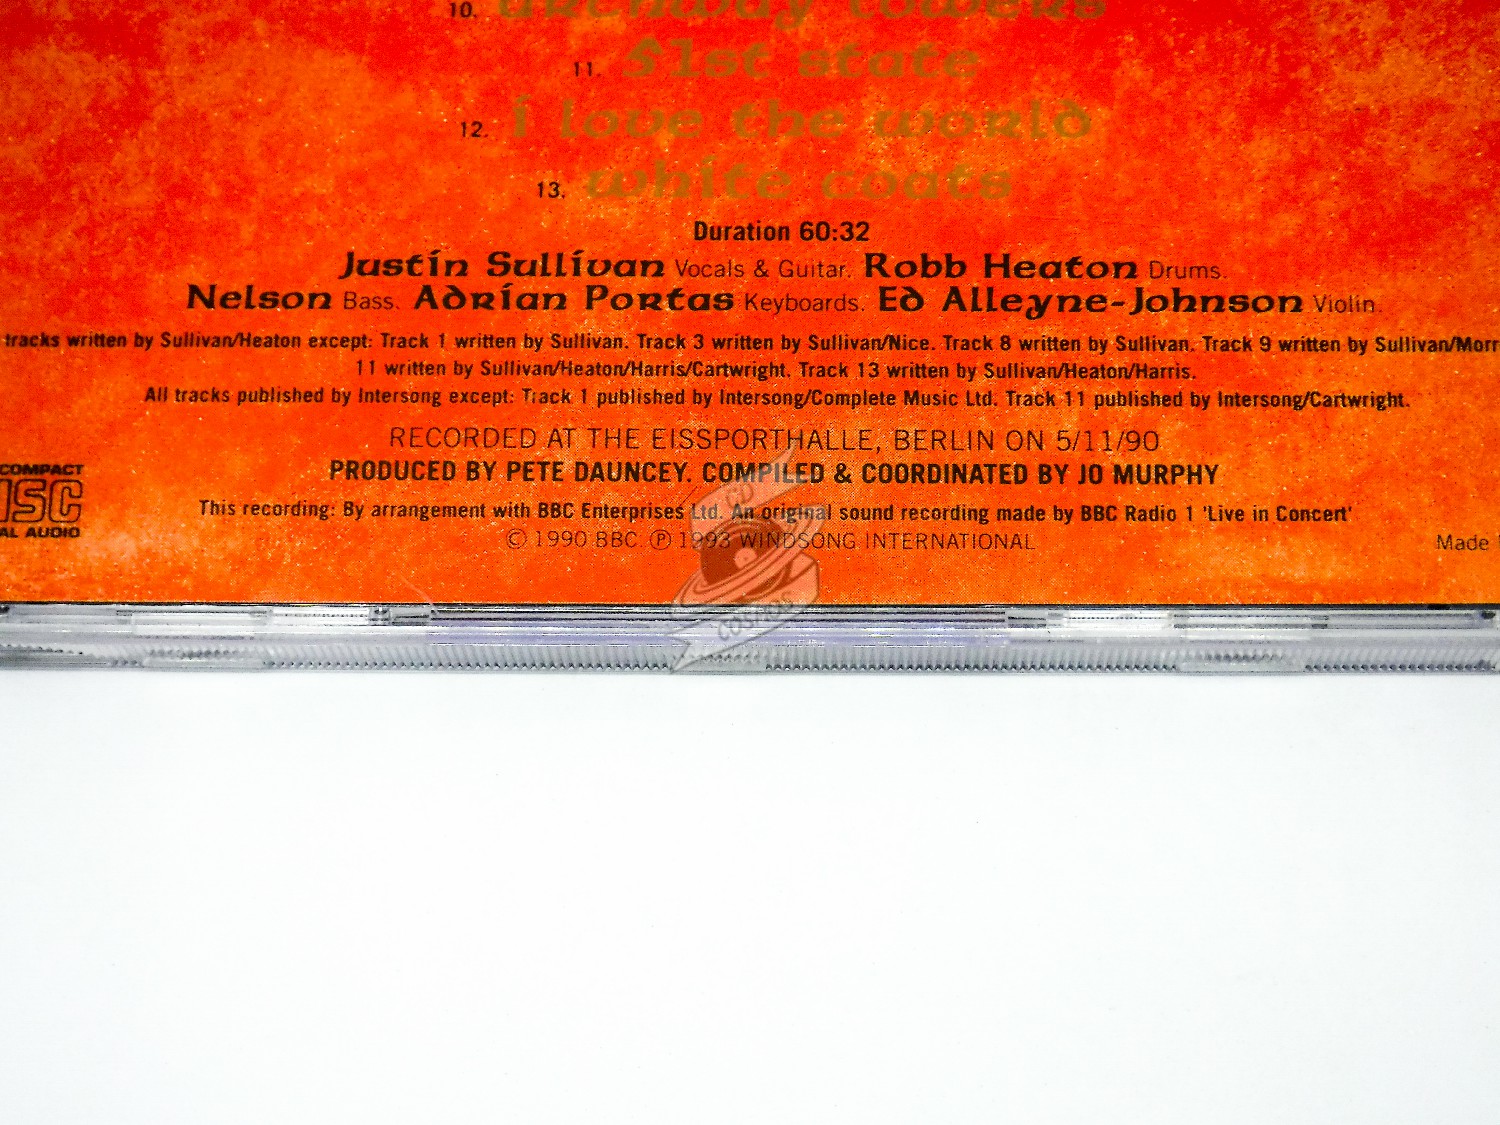 10. archway towers
11. 51st state
12. i love the world
13. white coats
Duration 60:32
Justin Sullivan Vocals & Guitar. Robb Heaton Drums.
Nelson Bass. Adrian Portas Keyboards. Ed Alleyne-Johnson Violin.
tracks written by Sullivan/Heaton except: Track 1 written by Sullivan. Track 3 written by Sullivan/Nice. Track 8 written by Sullivan. Track 9 written by Sullivan/Morr
11 written by Sullivan/Heaton/Harris/Cartwright. Track 13 written by Sullivan/Heaton/Harris.
All tracks published by Intersong except: Track 1 published by Intersong/Complete Music Ltd. Track 11 published by Intersong/Cartwright.
RECORDED AT THE EISSPORTHALLE, BERLIN ON 5/11/90
PRODUCED BY PETE DAUNCEY. COMPILED & COORDINATED BY JO MURPHY
COMPACT
DISC
AL AUDIO
This recording: By arrangement with BBC Enterprises Ltd. An original sound recording made by BBC Radio 1 'Live in Concert'
© 1990 BBC. ℗ 1993 WINDSONG INTERNATIONAL
Made
CD
COSMOS